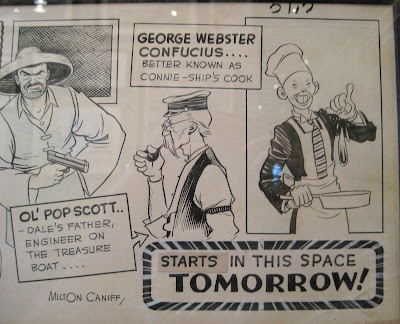 GEORGE WEBSTER
CONFUCIUS....
BETTER KNOWN AS
CONNIE-SHIP'S COOK
OL' POP SCOTT..
- DALE'S FATHER,
ENGINEER ON
THE TREASURE
BOAT....
STARTS IN THIS SPACE
TOMORROW!
MILTON CANIFF/